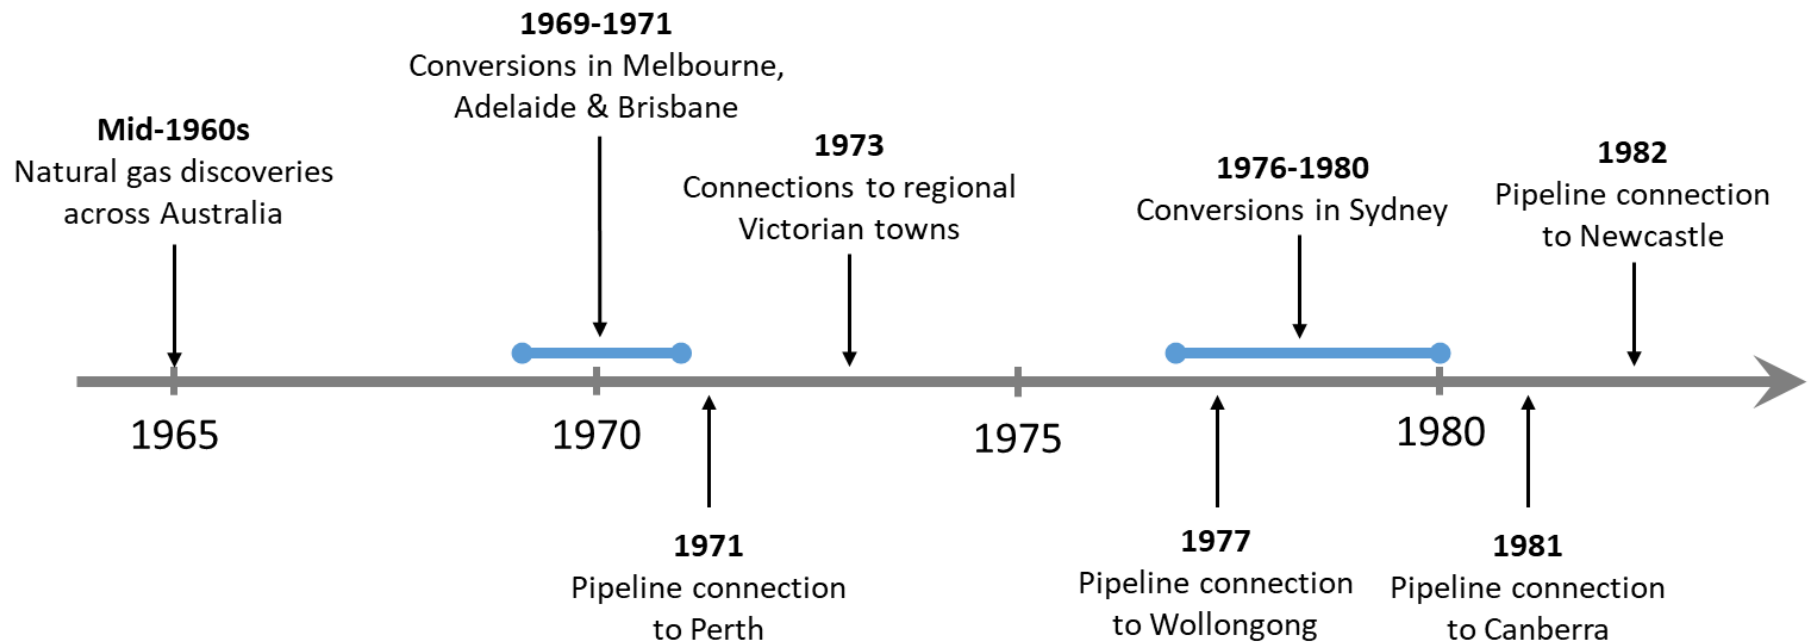 1969-1971
Conversions in Melbourne,
Adelaide & Brisbane
Mid-1960s
Natural gas discoveries
across Australia
1973
Connections to regional
Victorian towns
1976-1980
Conversions in Sydney
1982
Pipeline connection
to Newcastle
1965
1970
1975
1980
1971
Pipeline connection
to Perth
1977
Pipeline connection
to Wollongong
1981
Pipeline connection
to Canberra